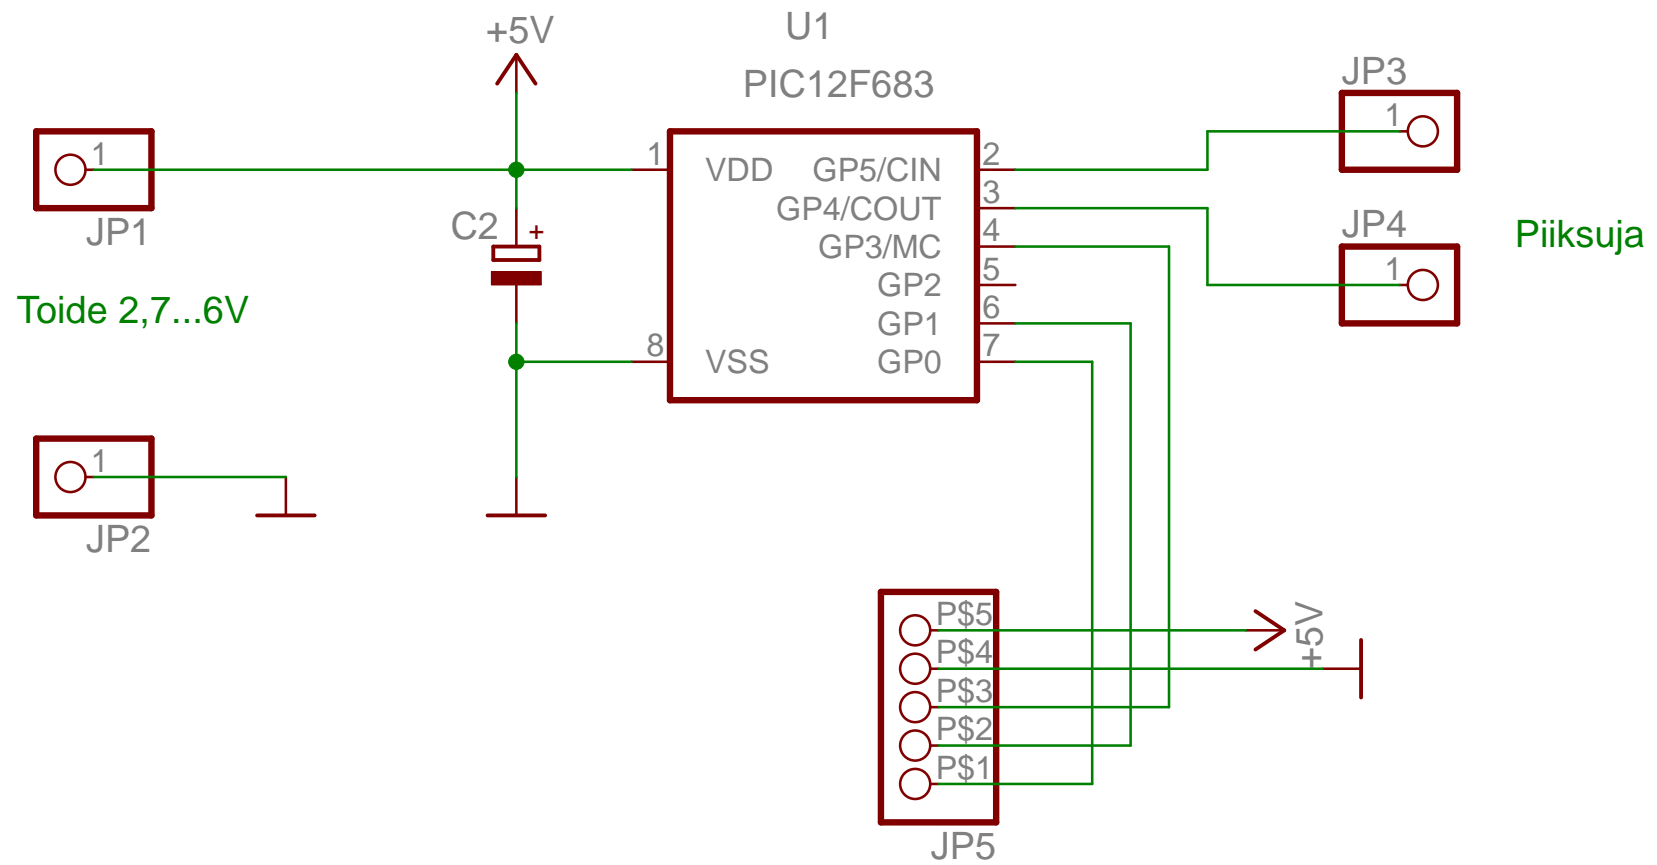 +5V
U1
PIC12F683
JP3
1
JP1
1
C2
+
1
VDD
GP5/CIN
2
GP4/COUT
3
GP3/MC
4
GP2
5
GP1
6
8
VSS
GP0
7
JP4
1
Piiksuja
Toide 2,7...6V
1
JP2
P$5
P$4
P$3
P$2
P$1
JP5
+5V